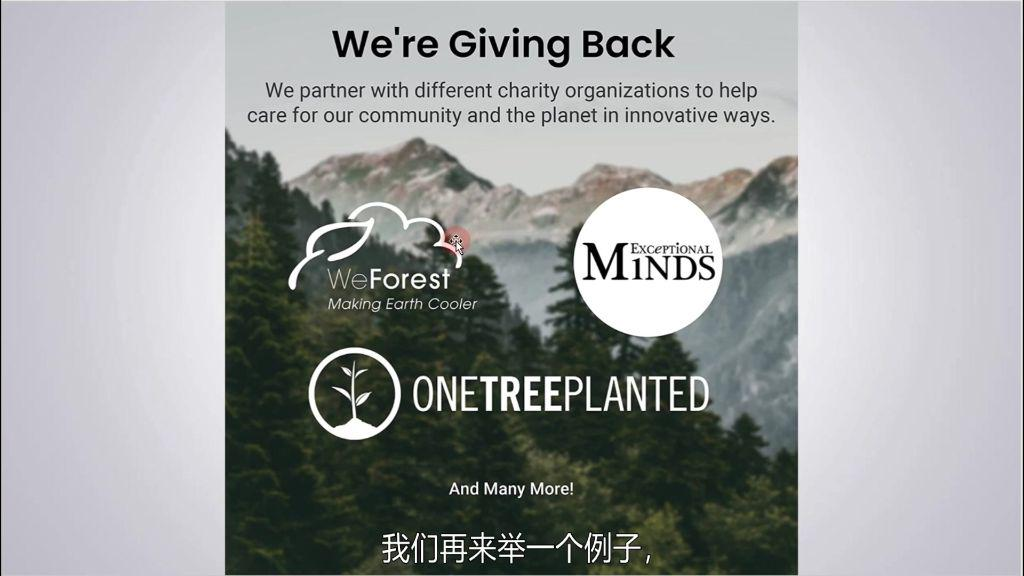 We're Giving Back
We partner with different charity organizations to help
care for our community and the planet in innovative ways.
WeForest
Making Earth Cooler
EXCEPTIONAL
MINDS
ONETREEPLANTED
And Many More!
我们再来举一个例子，